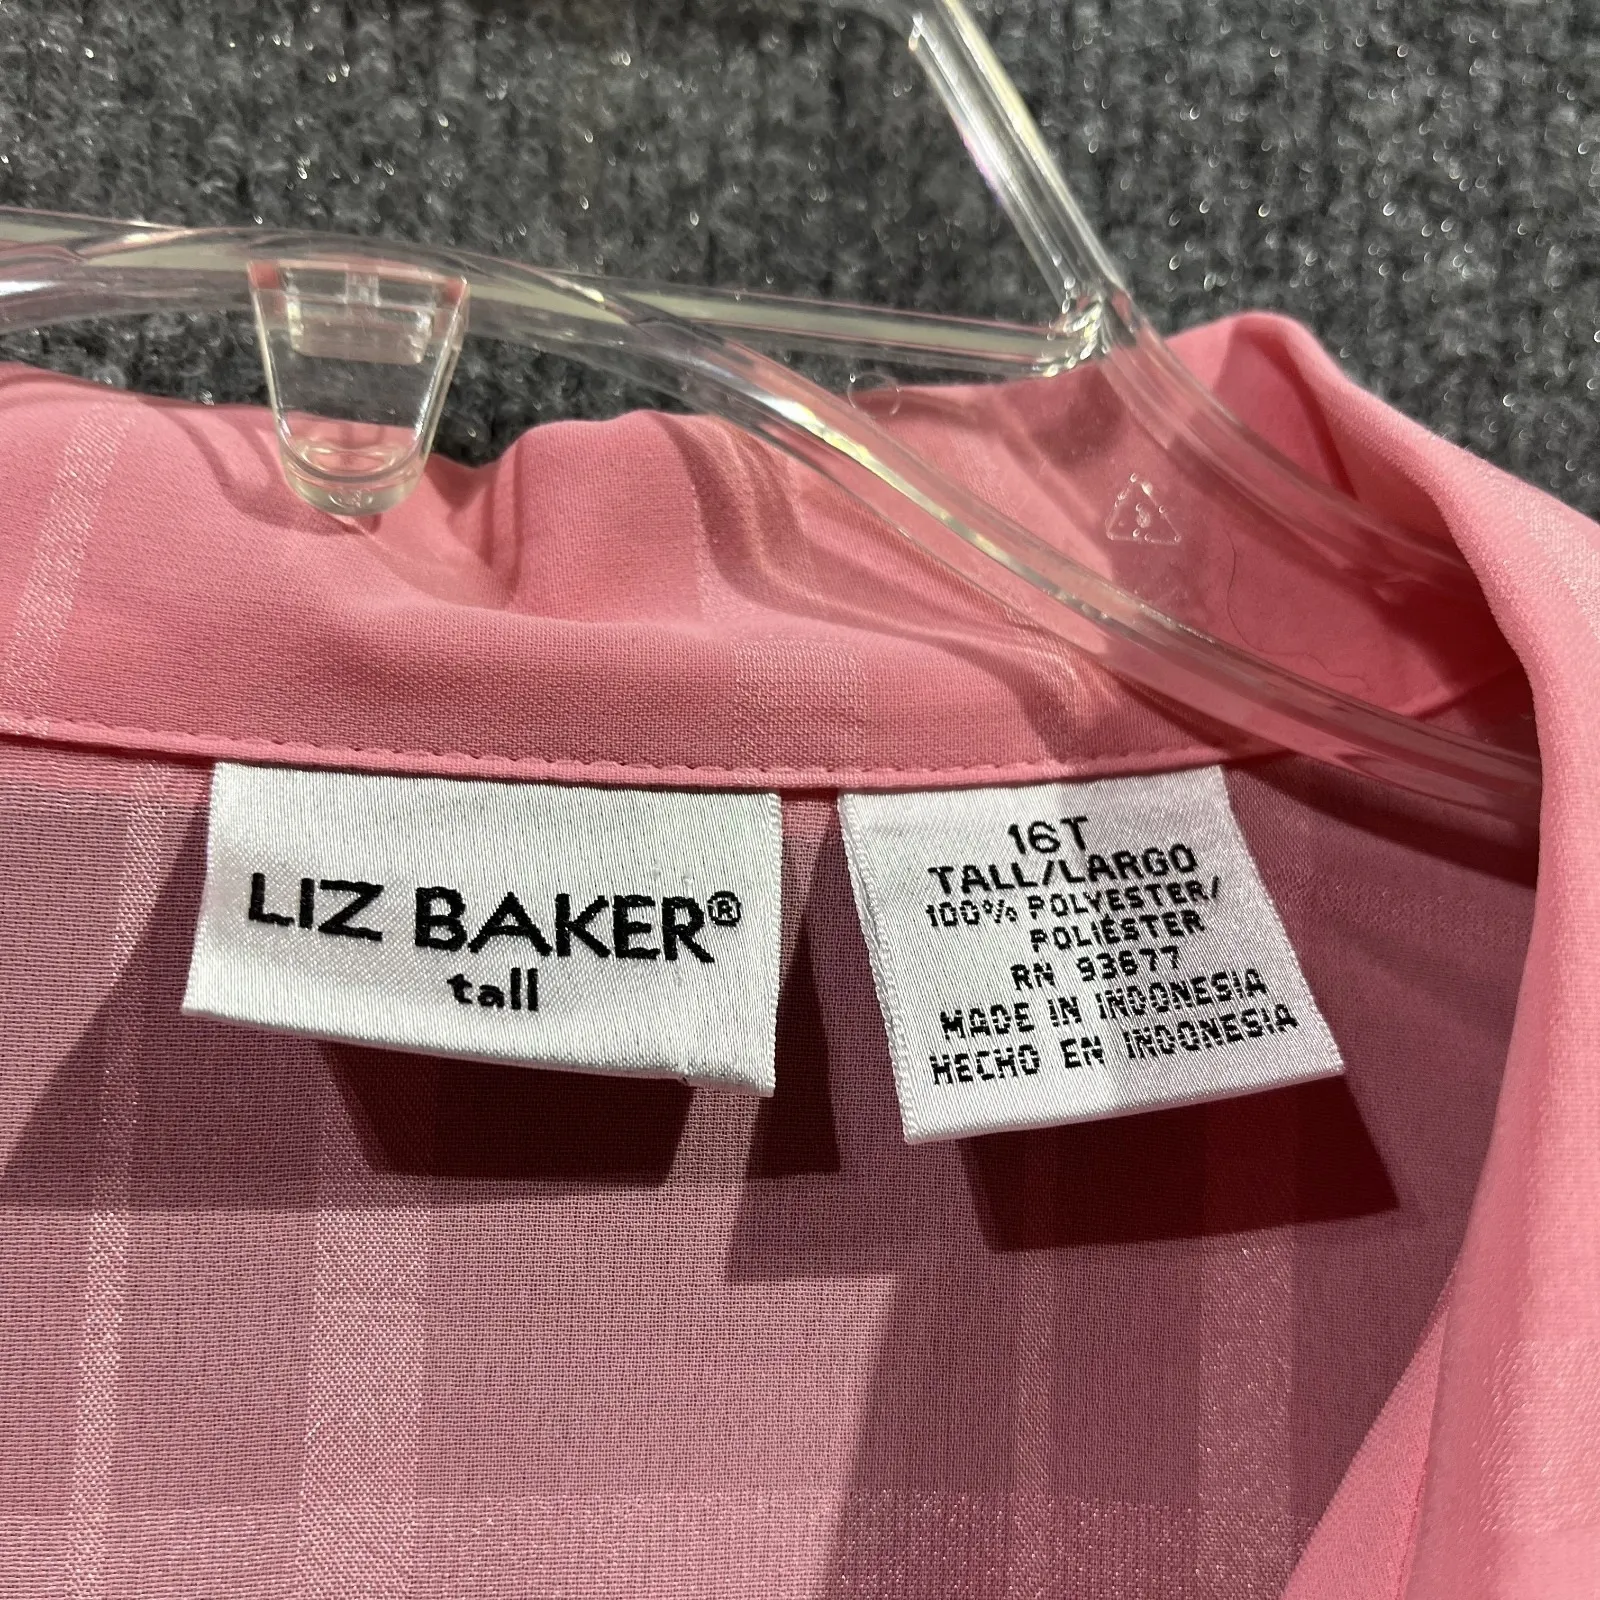 LIZ BAKER®
tall
16T
TALL/LARGO
100% POLYESTER/
POLIÉSTER
RN 93677
MADE IN INDONESIA
HECHO EN INDONESIA